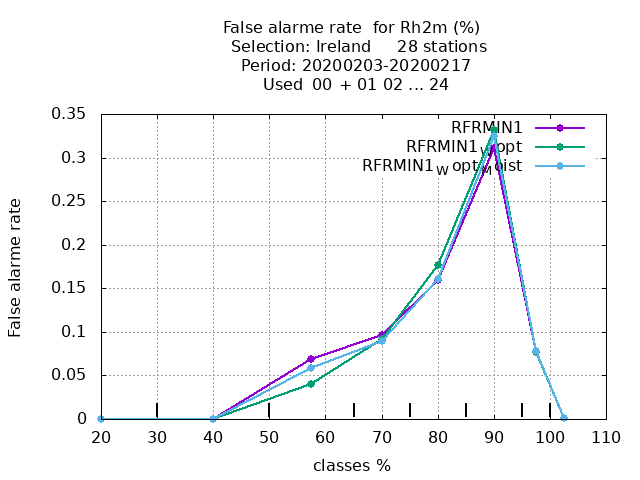 False alarme rate  for Rh2m (%)
Selection: Ireland     28 stations
Period: 20200203-20200217
Used  00 + 01 02 ... 24
0.35
0.3
0.25
0.2
0.15
0.1
0.05
0
False alarme rate
RFRMIN1
RFRMIN1Wopt
RFRMIN1WoptMoist
20 30 40 50 60 70 80 90 100 110
classes %